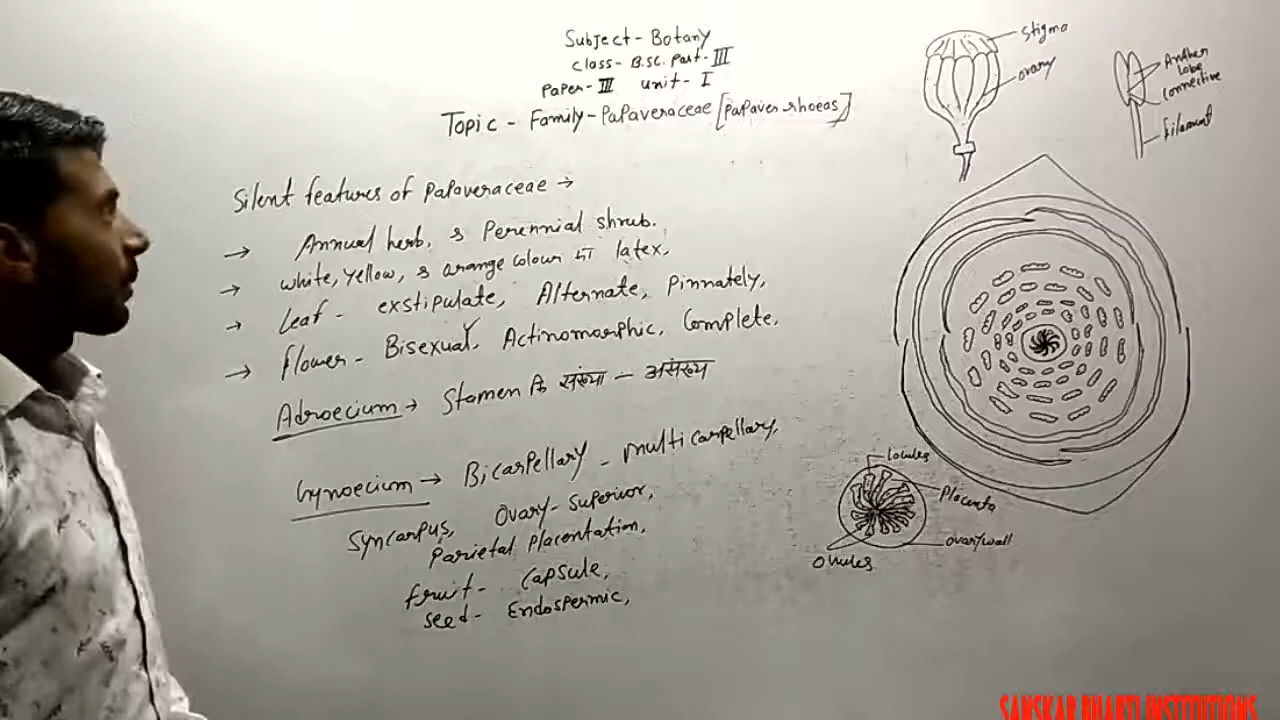 Subject- Botany
Class- B.Sc. Part-III
Paper-III Unit-I
Topic - Family-Papaveraceae [Papaver rhoeas]
Silent features of Papaveraceae →
→ Annual herb, & Perennial shrub.
→ white, yellow, & orange colour का latex,
→ Leaf - exstipulate, Alternate, Pinnately,
→ Flower - Bisexual, Actinomorphic, Complete,
Adroecium → Stamen कि संख्या - असंख्य
Gynoecium → Bicarpellary - multicarpellary,
Syncarpus, Ovary-Superior,
Parietal Placentation,
fruit- Capsule,
Seed- Endospermic,
Stigma
ovary
Anther
Lobe
Connective
filament
Locules
Placenta
ovary wall
Ovules
SANSKAR BHARTI INSTITUTIONS